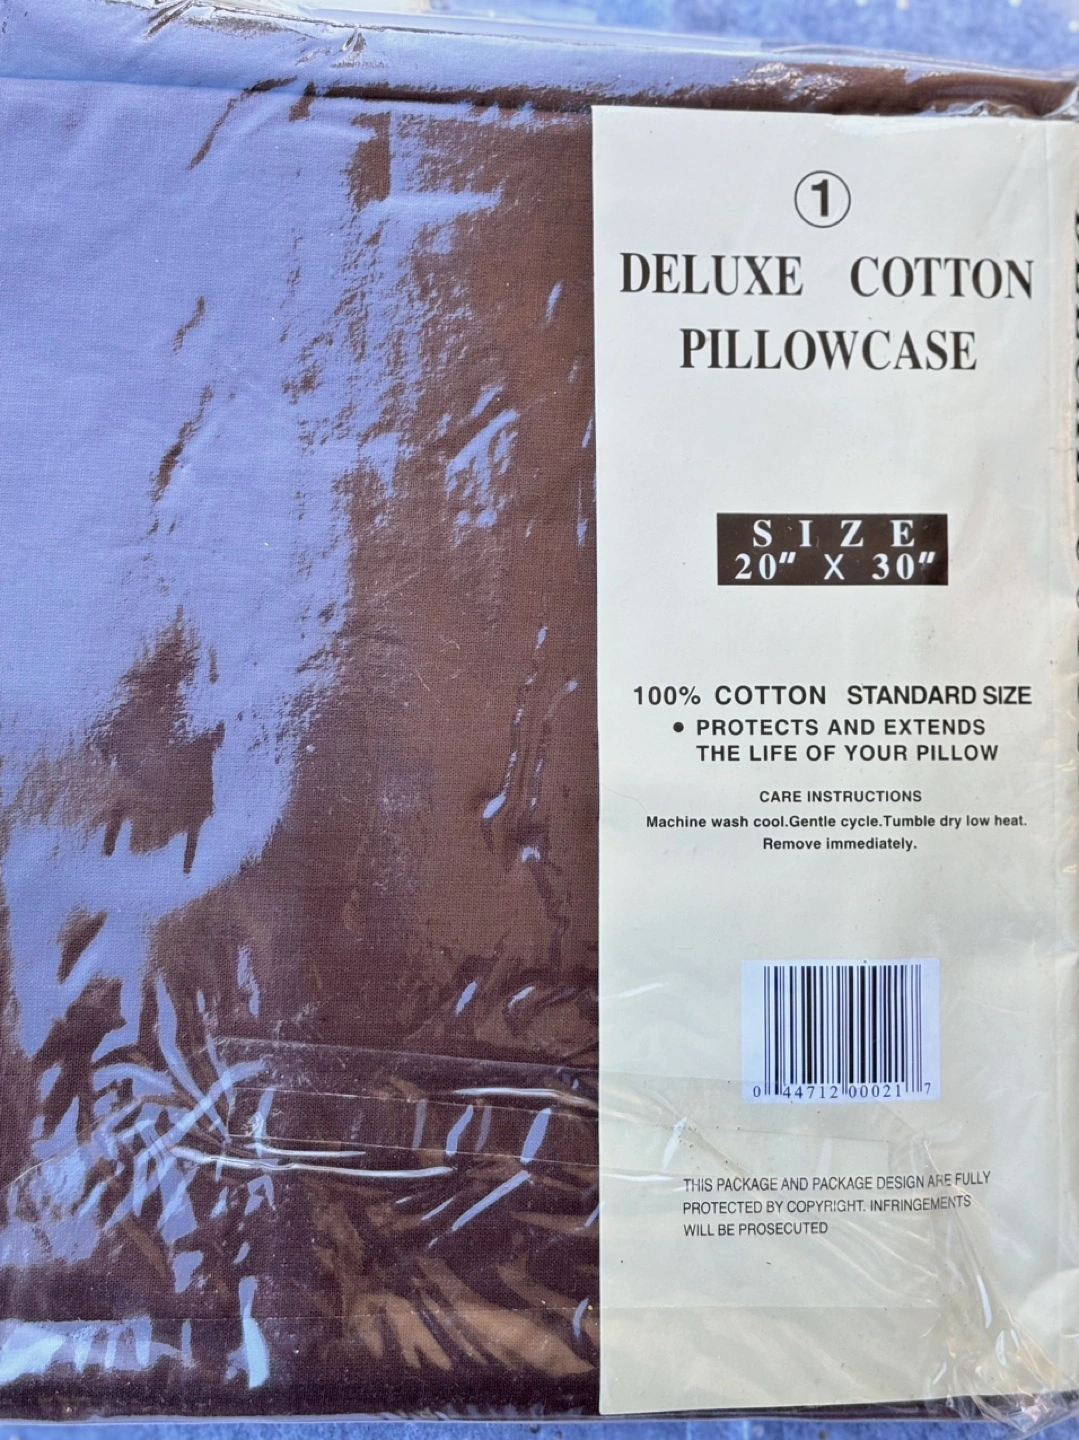 1
DELUXE COTTON
PILLOWCASE
SIZE
20" X 30"
100% COTTON STANDARD SIZE
• PROTECTS AND EXTENDS
THE LIFE OF YOUR PILLOW
CARE INSTRUCTIONS
Machine wash cool.Gentle cycle.Tumble dry low heat.
Remove immediately.
0 44712 00021 7
THIS PACKAGE AND PACKAGE DESIGN ARE FULLY
PROTECTED BY COPYRIGHT. INFRINGEMENTS
WILL BE PROSECUTED